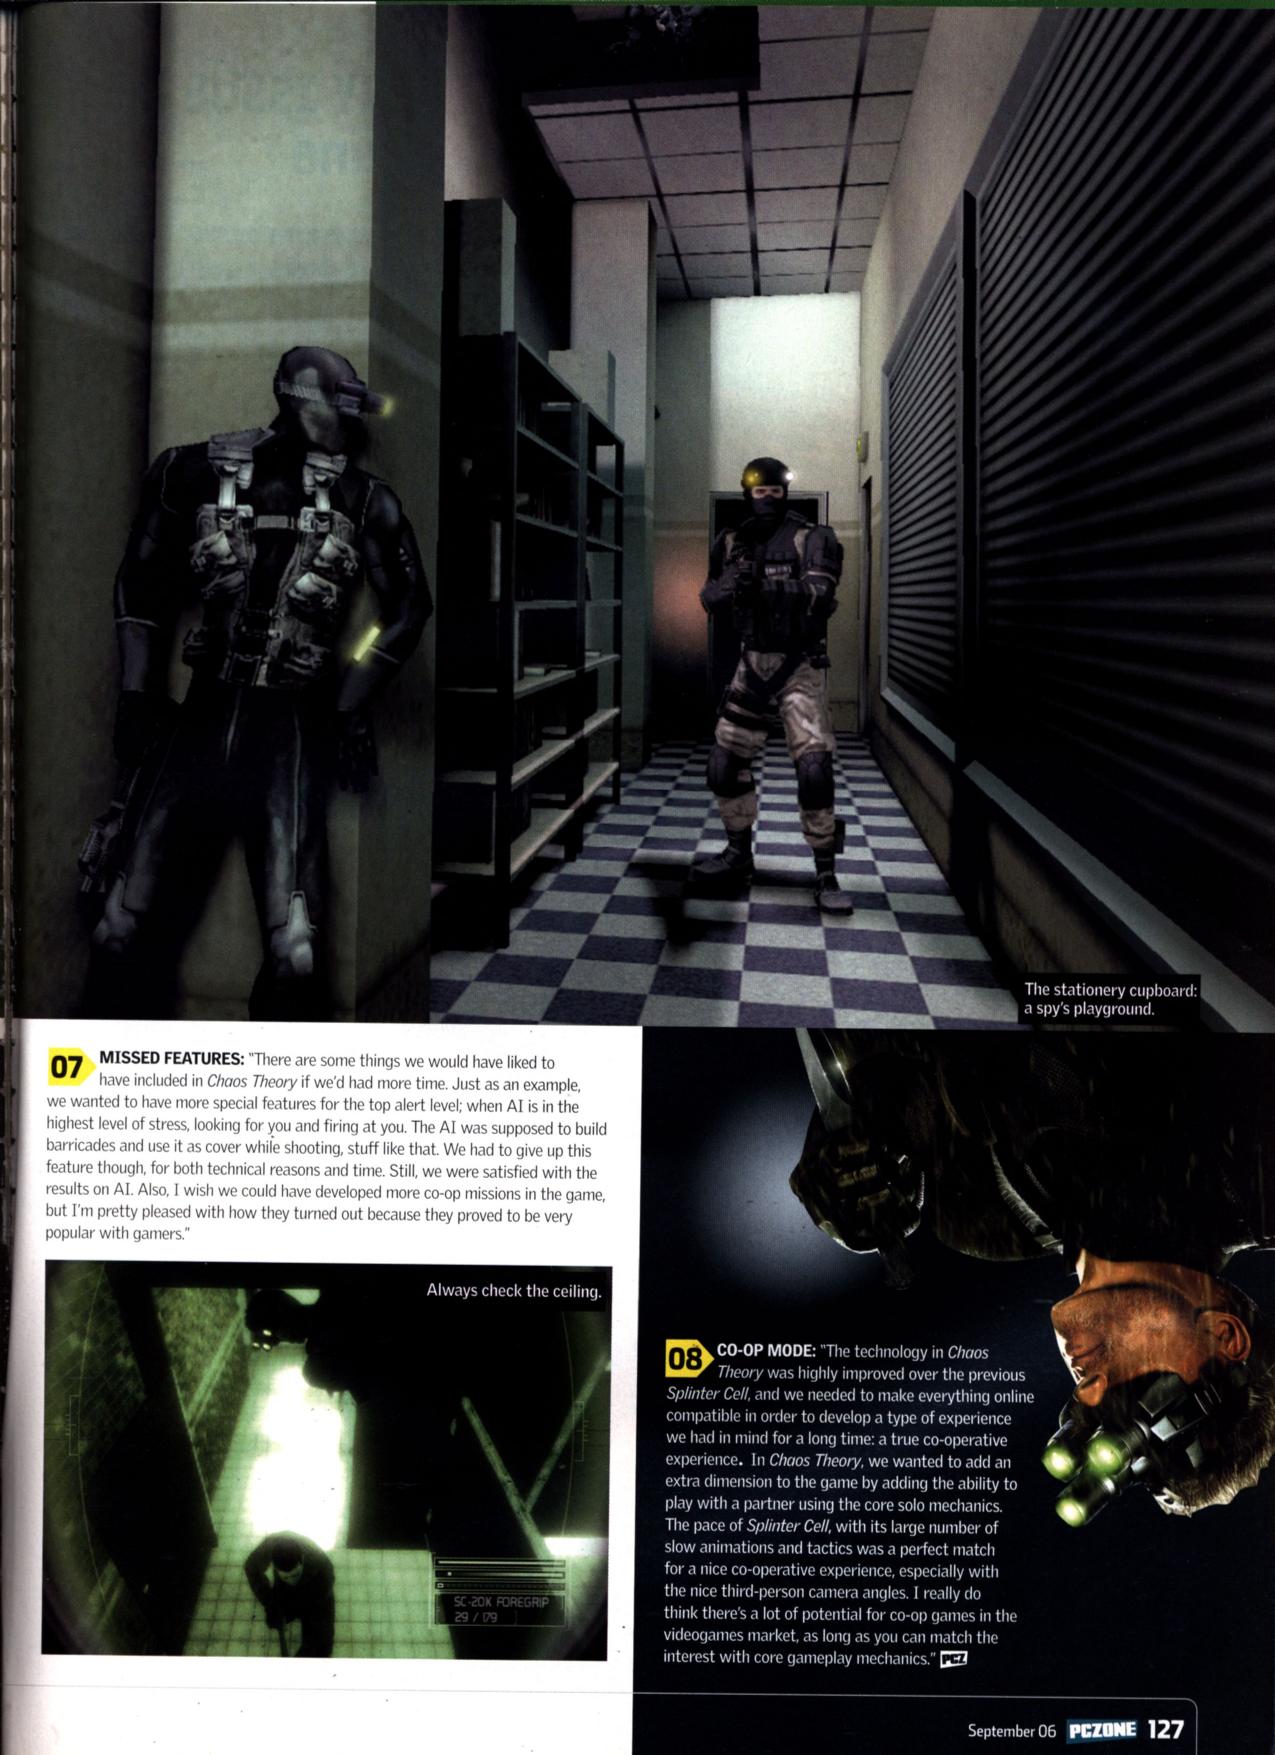 The stationery cupboard:
a spy's playground.
07 MISSED FEATURES: "There are some things we would have liked to
have included in Chaos Theory if we'd had more time. Just as an example,
we wanted to have more special features for the top alert level; when AI is in the
highest level of stress, looking for you and firing at you. The AI was supposed to build
barricades and use it as cover while shooting, stuff like that. We had to give up this
feature though, for both technical reasons and time. Still, we were satisfied with the
results on AI. Also, I wish we could have developed more co-op missions in the game,
but I'm pretty pleased with how they turned out because they proved to be very
popular with gamers."
Always check the ceiling.
SC-20K FOREGRIP
29 / 179
08 CO-OP MODE: "The technology in Chaos
Theory was highly improved over the previous
Splinter Cell, and we needed to make everything online
compatible in order to develop a type of experience
we had in mind for a long time: a true co-operative
experience. In Chaos Theory, we wanted to add an
extra dimension to the game by adding the ability to
play with a partner using the core solo mechanics.
The pace of Splinter Cell, with its large number of
slow animations and tactics was a perfect match
for a nice co-operative experience, especially with
the nice third-person camera angles. I really do
think there's a lot of potential for co-op games in the
videogames market, as long as you can match the
interest with core gameplay mechanics." PCZ
September 06 PCZONE 127